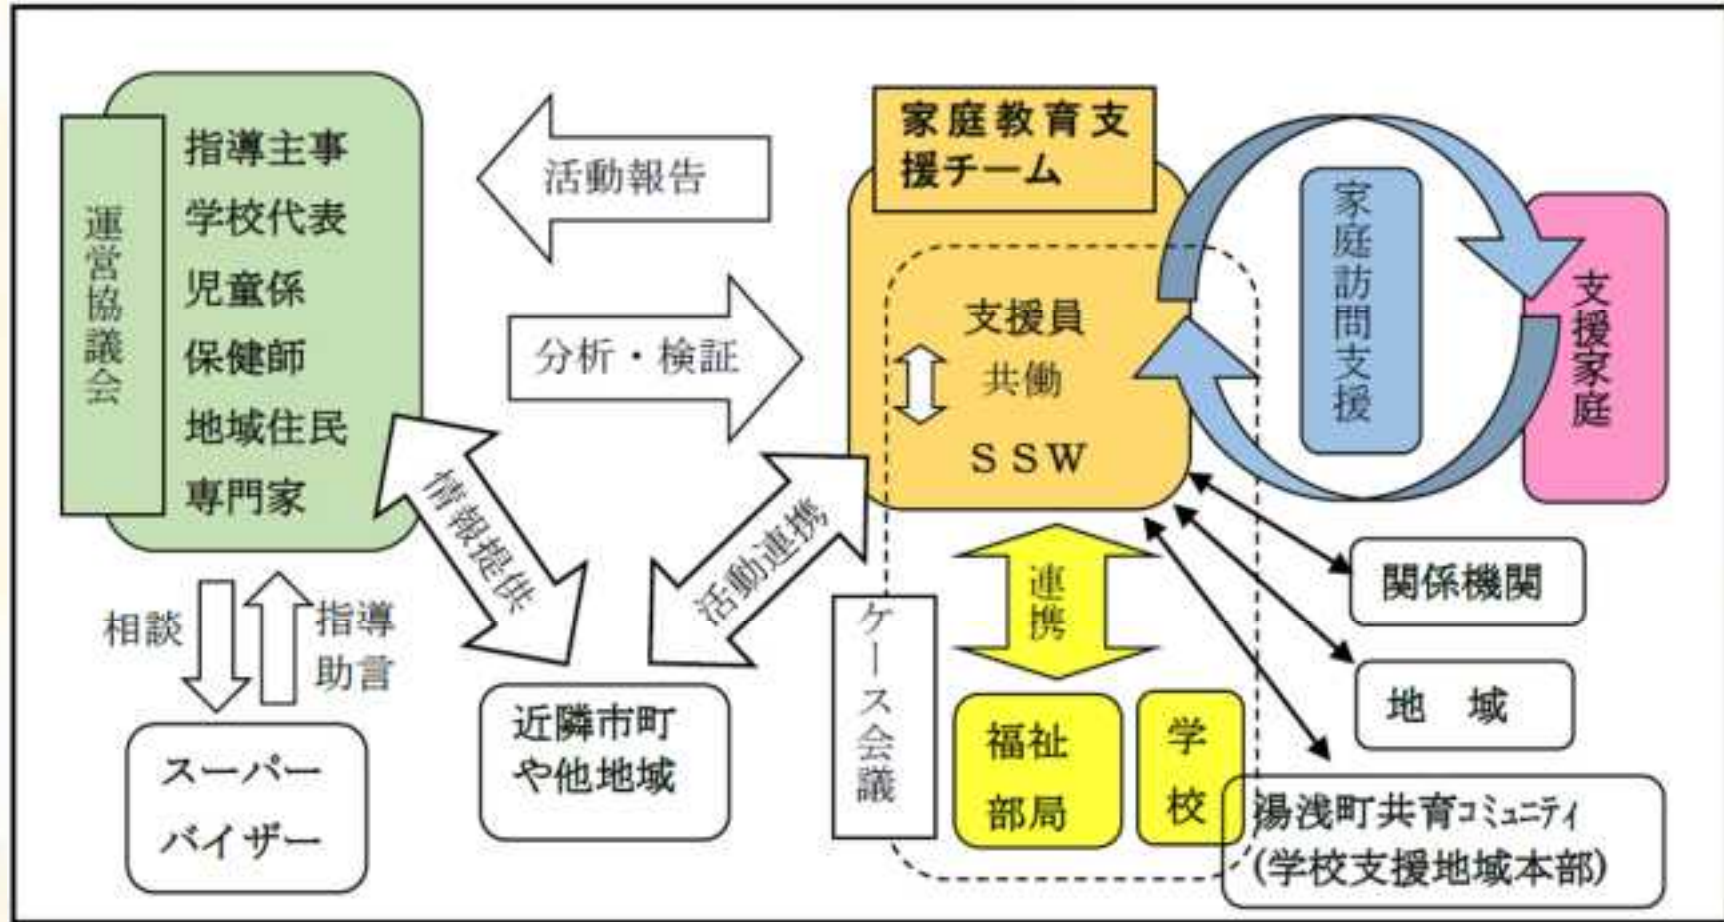 運営協議会
指導主事
学校代表
児童係
保健師
地域住民
専門家
活動報告
分析・検証
家庭教育支
援チーム
支援員
共働
ＳＳＷ
家庭訪問支援
支援家庭
情報提供
活動連携
連携
相談
指導
助言
スーパー
バイザー
近隣市町
や他地域
ケース会議
福祉
部局
学校
関係機関
地　域
湯浅町共育ｺﾐｭﾆﾃｨ
(学校支援地域本部)